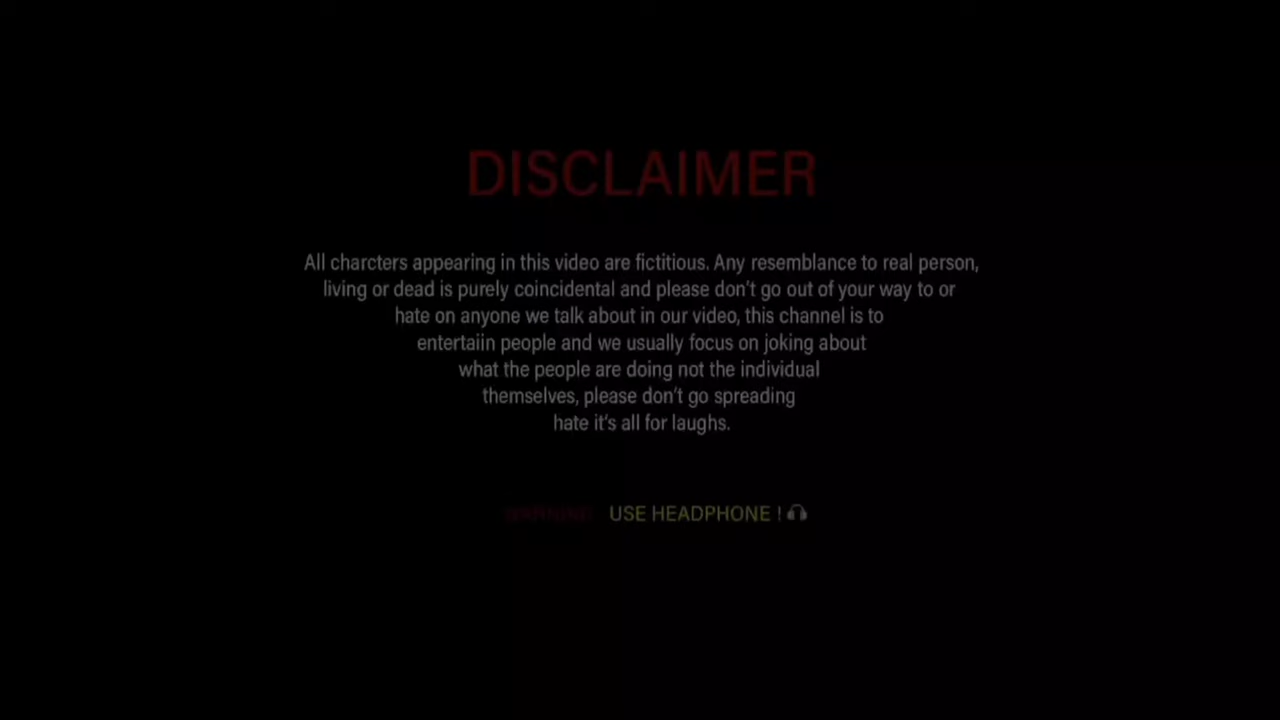 DISCLAIMER
All charcters appearing in this video are fictitious. Any resemblance to real person,
living or dead is purely coincidental and please don't go out of your way to or
hate on anyone we talk about in our video, this channel is to
entertaiin people and we usually focus on joking about
what the people are doing not the individual
themselves, please don't go spreading
hate it's all for laughs.
USE HEADPHONE !